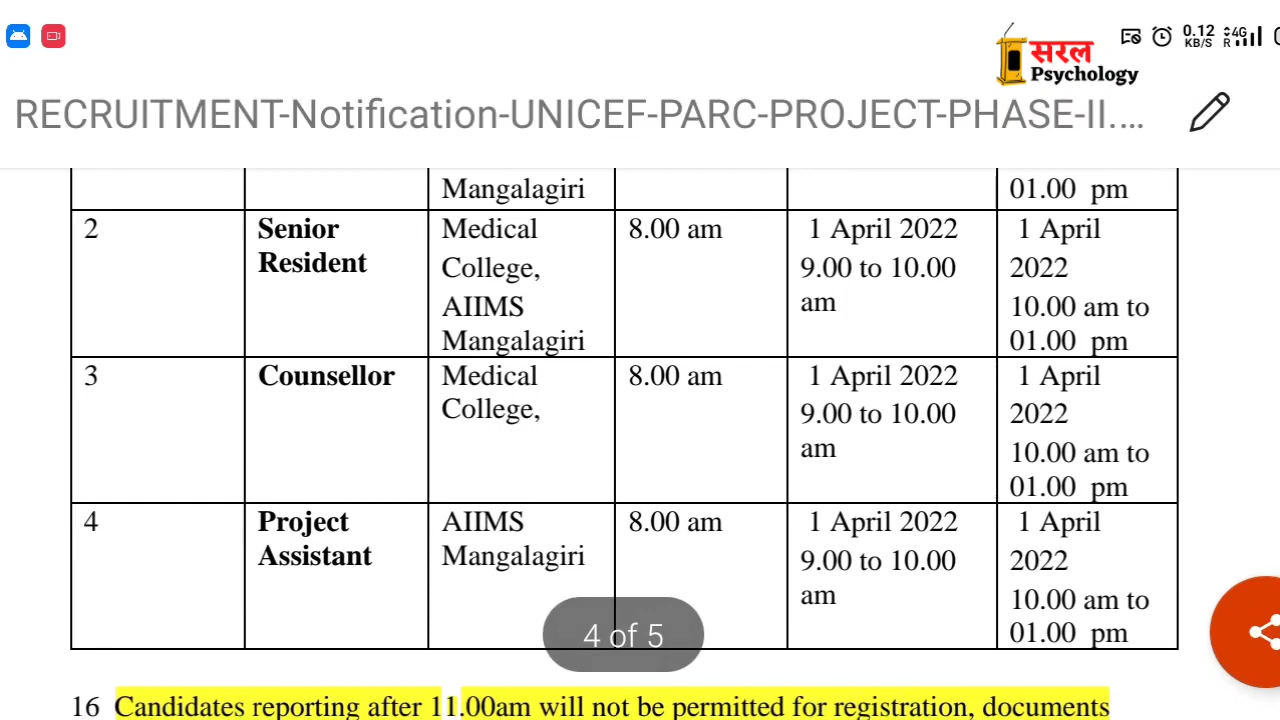 सरल
Psychology
0.12
KB/S
4G
R
RECRUITMENT-Notification-UNICEF-PARC-PROJECT-PHASE-II....
Mangalagiri
01.00 pm
2
Senior
Resident
Medical
College,
AIIMS
Mangalagiri
8.00 am
1 April 2022
9.00 to 10.00
am
1 April
2022
10.00 am to
01.00 pm
3
Counsellor
Medical
College,
8.00 am
1 April 2022
9.00 to 10.00
am
1 April
2022
10.00 am to
01.00 pm
4
Project
Assistant
AIIMS
Mangalagiri
8.00 am
1 April 2022
9.00 to 10.00
am
1 April
2022
10.00 am to
01.00 pm
4 of 5
16 Candidates reporting after 11.00am will not be permitted for registration, documents